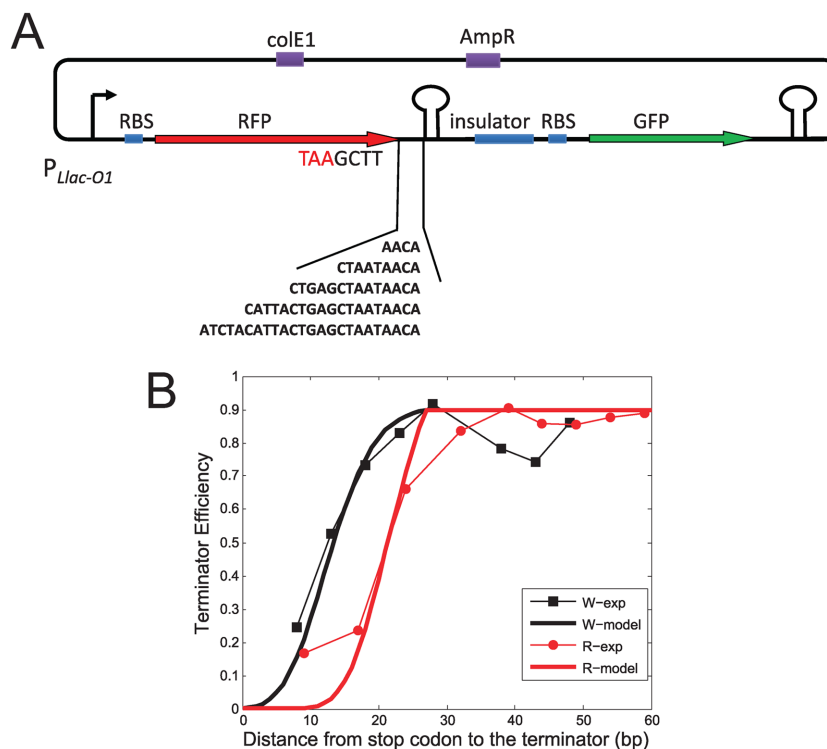 A
colE1
AmpR
RBS
RFP
insulator
RBS
GFP
TAAGCTT
PLlac-O1
AACA
CTAATAACA
CTGAGCTAATAACA
CATTACTGAGCTAATAACA
ATCTACATTACTGAGCTAATAACA
B
Terminator Efficiency
1
0.9
0.8
0.7
0.6
0.5
0.4
0.3
0.2
0.1
0
W-exp
W-model
R-exp
R-model
0 10 20 30 40 50 60
Distance from stop codon to the terminator (bp)